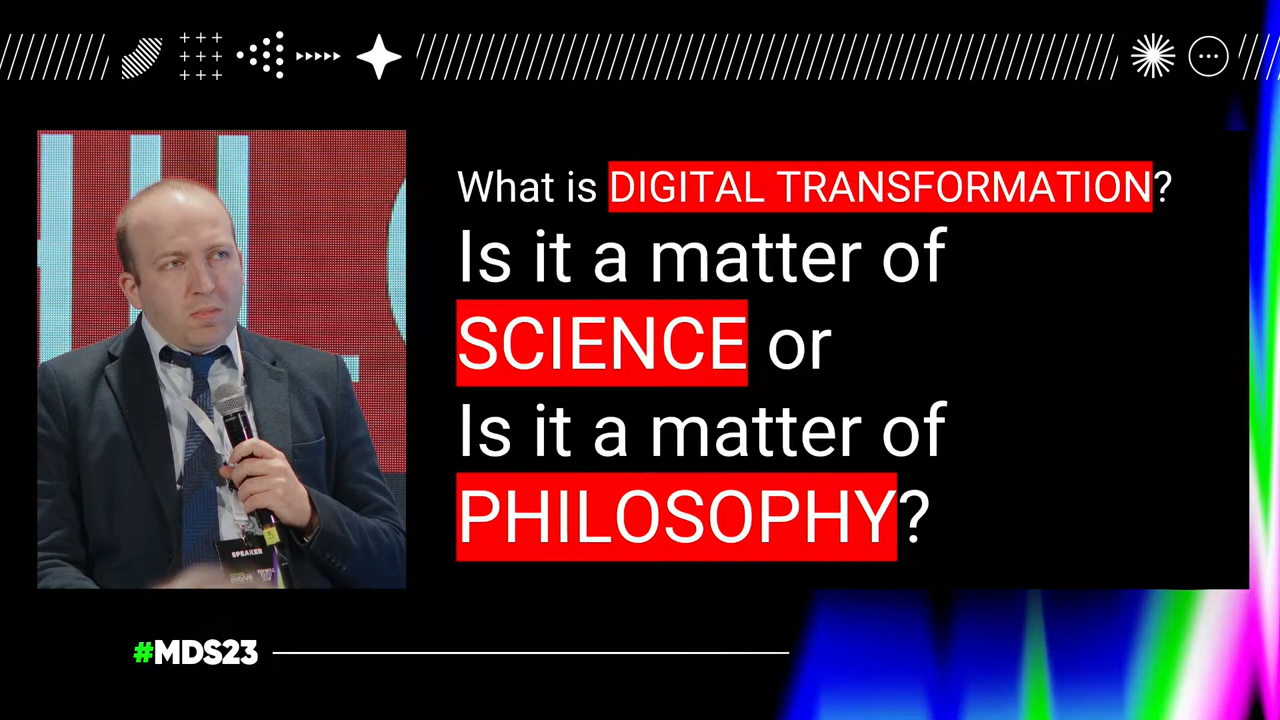 What is DIGITAL TRANSFORMATION?
Is it a matter of
SCIENCE or
Is it a matter of
PHILOSOPHY?
SPEAKER
#MDS23